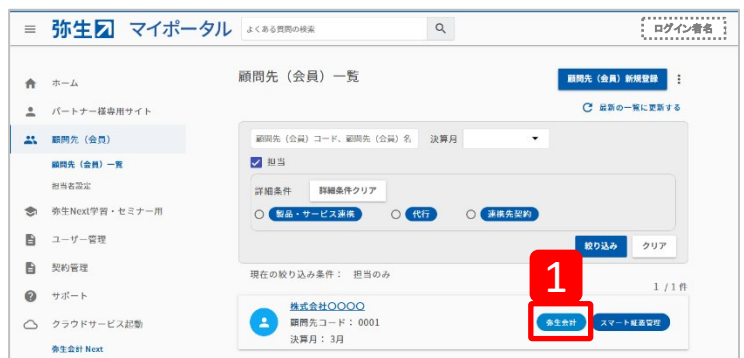 弥生 マイポータル
よくある質問の検索
ログイン者名
ホーム
パートナー様専用サイト
顧問先（会員）
顧問先（会員）一覧
担当者設定
弥生Next学習・セミナー用
ユーザー管理
契約管理
サポート
クラウドサービス起動
弥生会計 Next
顧問先（会員）一覧
顧問先（会員）新規登録
最新の一覧に更新する
顧問先（会員）コード、顧問先（会員）名 決算月
担当
詳細条件 詳細条件クリア
製品・サービス連携 代行 連携先契約
絞り込み クリア
現在の絞り込み条件： 担当のみ
1
1 / 1 件
株式会社〇〇〇〇
顧問先コード： 0001
決算月： 3月
弥生会計 スマート証憑管理